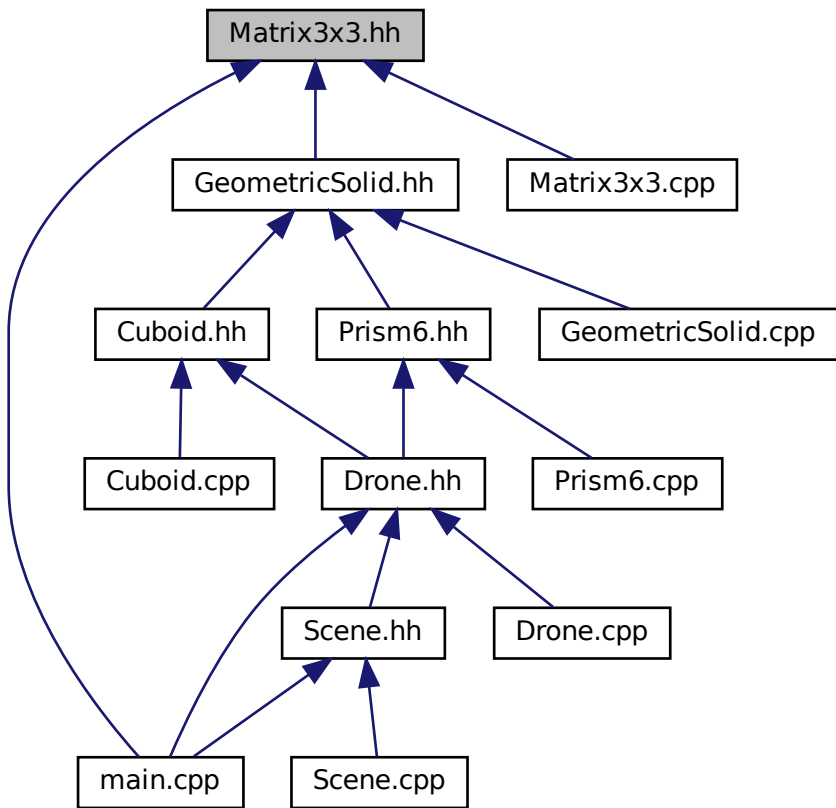 Matrix3x3.hh
GeometricSolid.hh
Matrix3x3.cpp
Cuboid.hh
Prism6.hh
GeometricSolid.cpp
Cuboid.cpp
Drone.hh
Prism6.cpp
Scene.hh
Drone.cpp
main.cpp
Scene.cpp